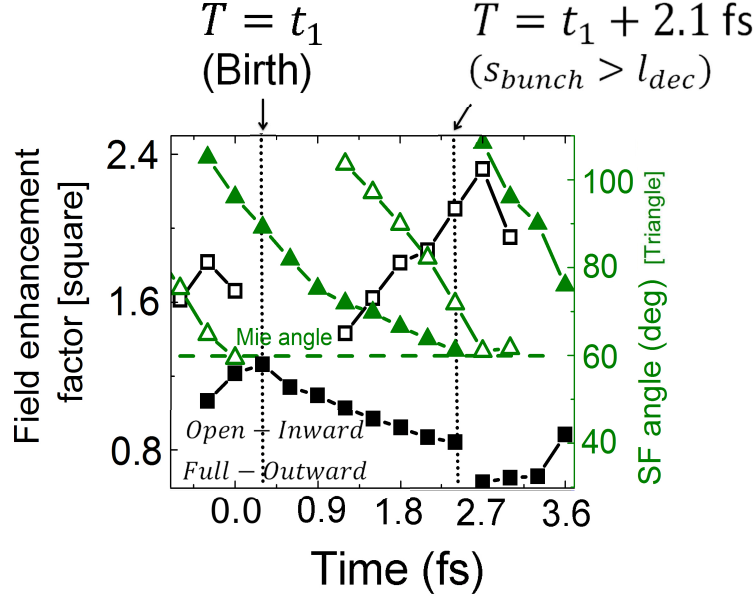 T = t₁
(Birth)
T = t₁ + 2.1 fs
(s_bunch > l_dec)
Field enhancement
factor [square]
2.4
1.6
0.8
Mie angle
Open – Inward
Full – Outward
100
80
60
40
SF angle (deg) [Triangle]
0.0 0.9 1.8 2.7 3.6
Time (fs)